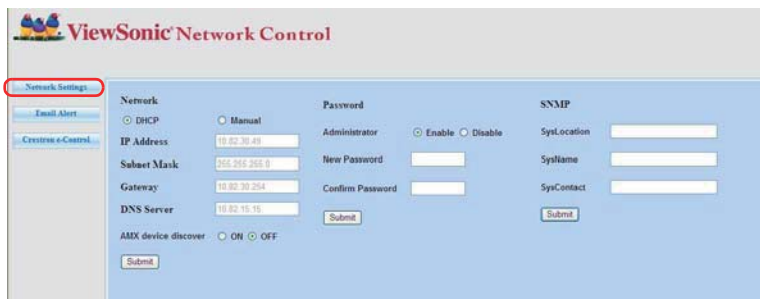 ViewSonic® Network Control
Network Settings
Email Alert
Crestron e-Control
Network
DHCP Manual
IP Address 10.82.30.49
Subnet Mask 255.255.255.0
Gateway 10.82.30.254
DNS Server 10.82.15.15
AMX device discover ON OFF
Submit
Password
Administrator Enable Disable
New Password
Confirm Password
Submit
SNMP
SysLocation
SysName
SysContact
Submit